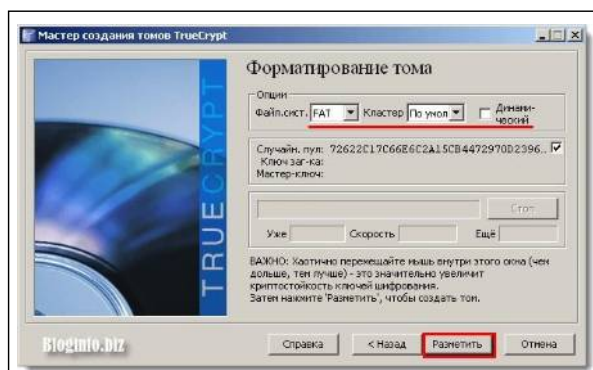 Мастер создания томов TrueCrypt
Форматирование тома
Опции
Файл.сист. FAT Кластер По умол Динами-
ческий
Случайн. пул: 72622C17C66E6C2A15CB4472970D2396..
Ключ заг-ка:
Мастер-ключ:
Стоп
Уже Скорость Ещё
ВАЖНО: Хаотично перемещайте мышь внутри этого окна (чем
дольше, тем лучше) - это значительно увеличит
криптостойкость ключей шифрования.
Затем нажмите 'Разметить', чтобы создать том.
TRUECRYPT
BlogInfo.biz
Справка < Назад Разметить Отмена